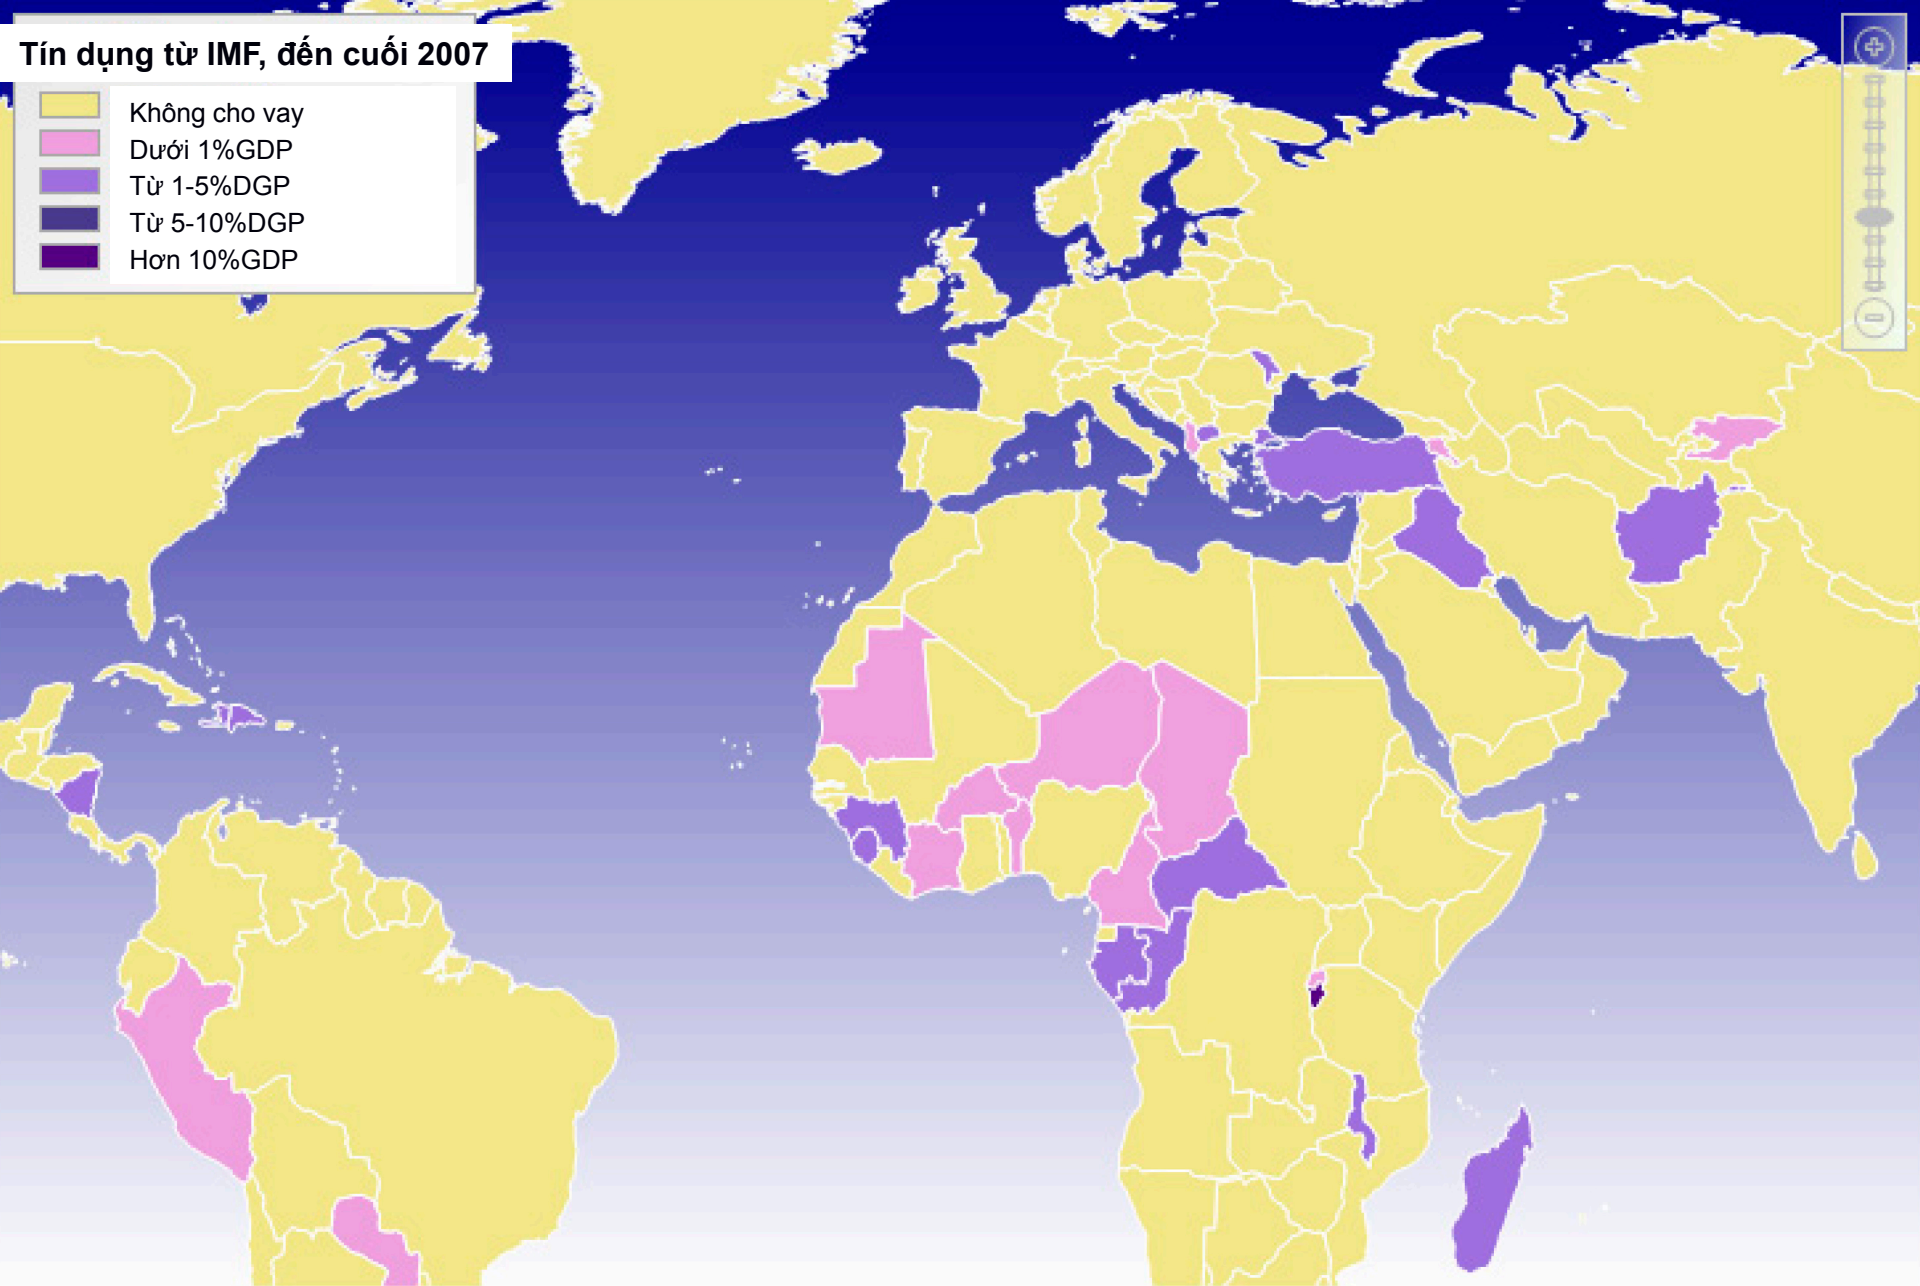 Tín dụng từ IMF, đến cuối 2007
Không cho vay
Dưới 1%GDP
Từ 1-5%DGP
Từ 5-10%DGP
Hơn 10%GDP